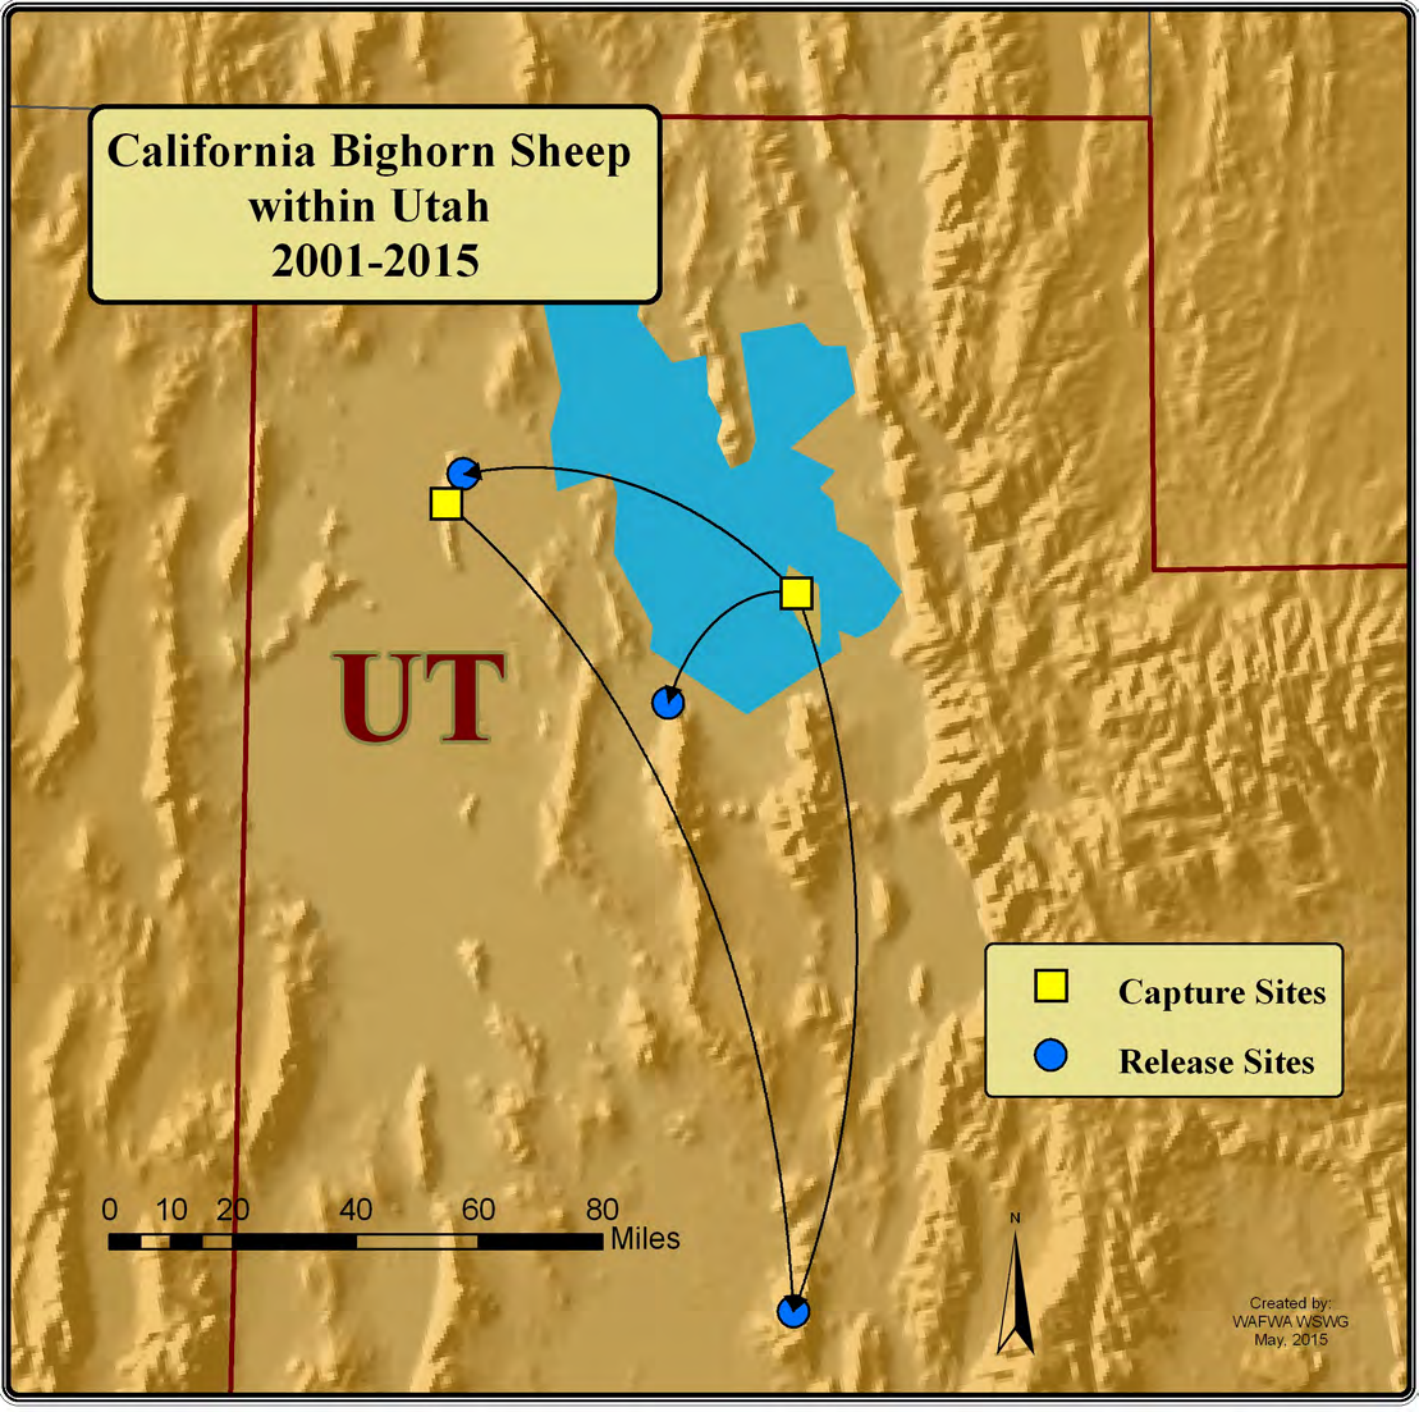 California Bighorn Sheep
within Utah
2001-2015
UT
Capture Sites
Release Sites
0 10 20 40 60 80
Miles
N
Created by:
WAFWA WSWG
May, 2015